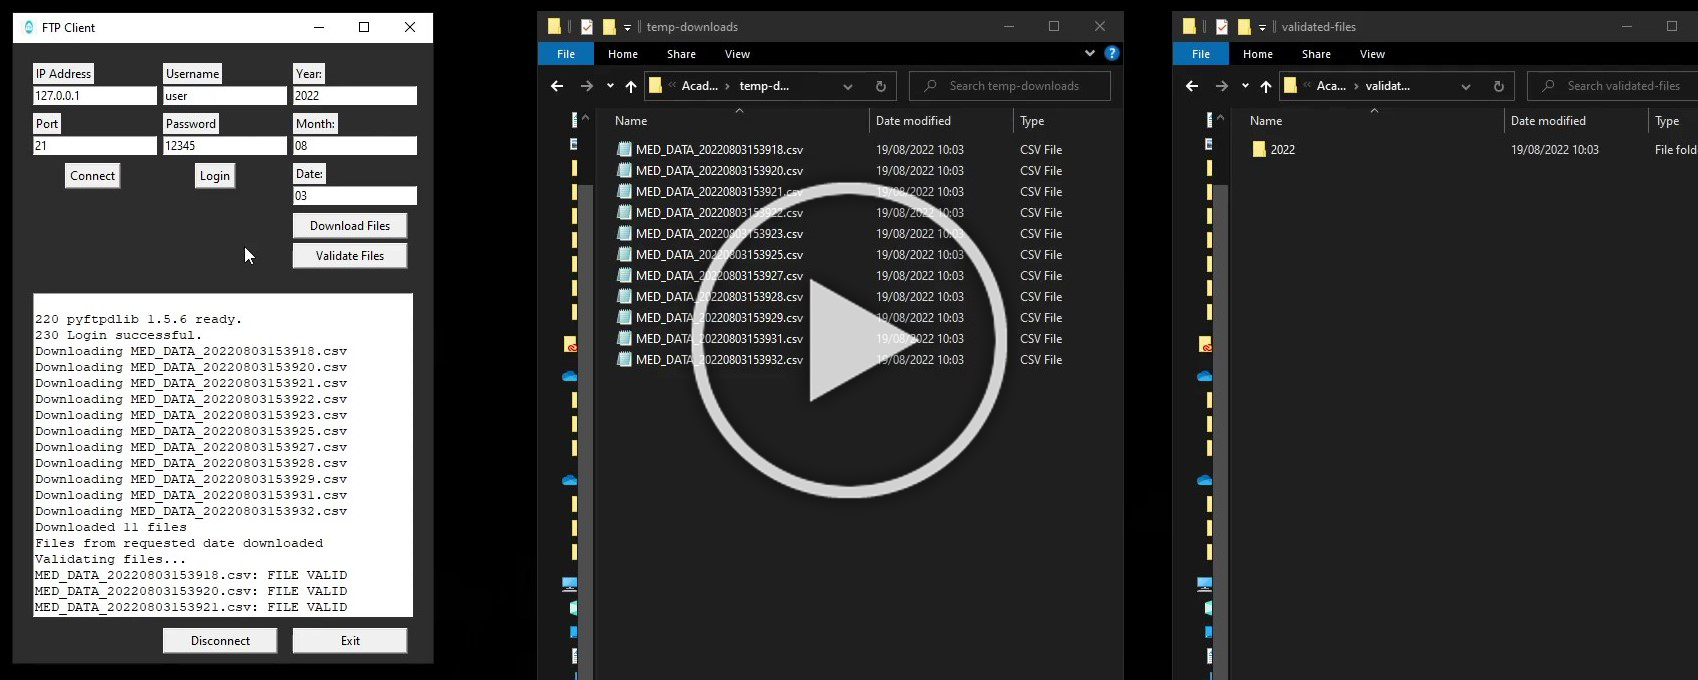 FTP Client
IP Address
Username
Year:
127.0.0.1
user
2022
Port
Password
Month:
21
12345
08
Connect
Login
Date:
03
Download Files
Validate Files
220 pyftpdlib 1.5.6 ready.
230 Login successful.
Downloading MED_DATA_20220803153918.csv
Downloading MED_DATA_20220803153920.csv
Downloading MED_DATA_20220803153921.csv
Downloading MED_DATA_20220803153922.csv
Downloading MED_DATA_20220803153923.csv
Downloading MED_DATA_20220803153925.csv
Downloading MED_DATA_20220803153927.csv
Downloading MED_DATA_20220803153928.csv
Downloading MED_DATA_20220803153929.csv
Downloading MED_DATA_20220803153931.csv
Downloading MED_DATA_20220803153932.csv
Downloaded 11 files
Files from requested date downloaded
Validating files...
MED_DATA_20220803153918.csv: FILE VALID
MED_DATA_20220803153920.csv: FILE VALID
MED_DATA_20220803153921.csv: FILE VALID
Disconnect
Exit
temp-downloads
File Home Share View
Acad... temp-d...
Search temp-downloads
Name Date modified Type
MED_DATA_20220803153918.csv 19/08/2022 10:03 CSV File
MED_DATA_20220803153920.csv 19/08/2022 10:03 CSV File
MED_DATA_20220803153921.csv 19/08/2022 10:03 CSV File
MED_DATA_20220803153922.csv 19/08/2022 10:03 CSV File
MED_DATA_20220803153923.csv 19/08/2022 10:03 CSV File
MED_DATA_20220803153925.csv 19/08/2022 10:03 CSV File
MED_DATA_20220803153927.csv 19/08/2022 10:03 CSV File
MED_DATA_20220803153928.csv 19/08/2022 10:03 CSV File
MED_DATA_20220803153929.csv 19/08/2022 10:03 CSV File
MED_DATA_20220803153931.csv 19/08/2022 10:03 CSV File
MED_DATA_20220803153932.csv 19/08/2022 10:03 CSV File
validated-files
File Home Share View
Aca... validat...
Search validated-files
Name Date modified Type
2022 19/08/2022 10:03 File fold